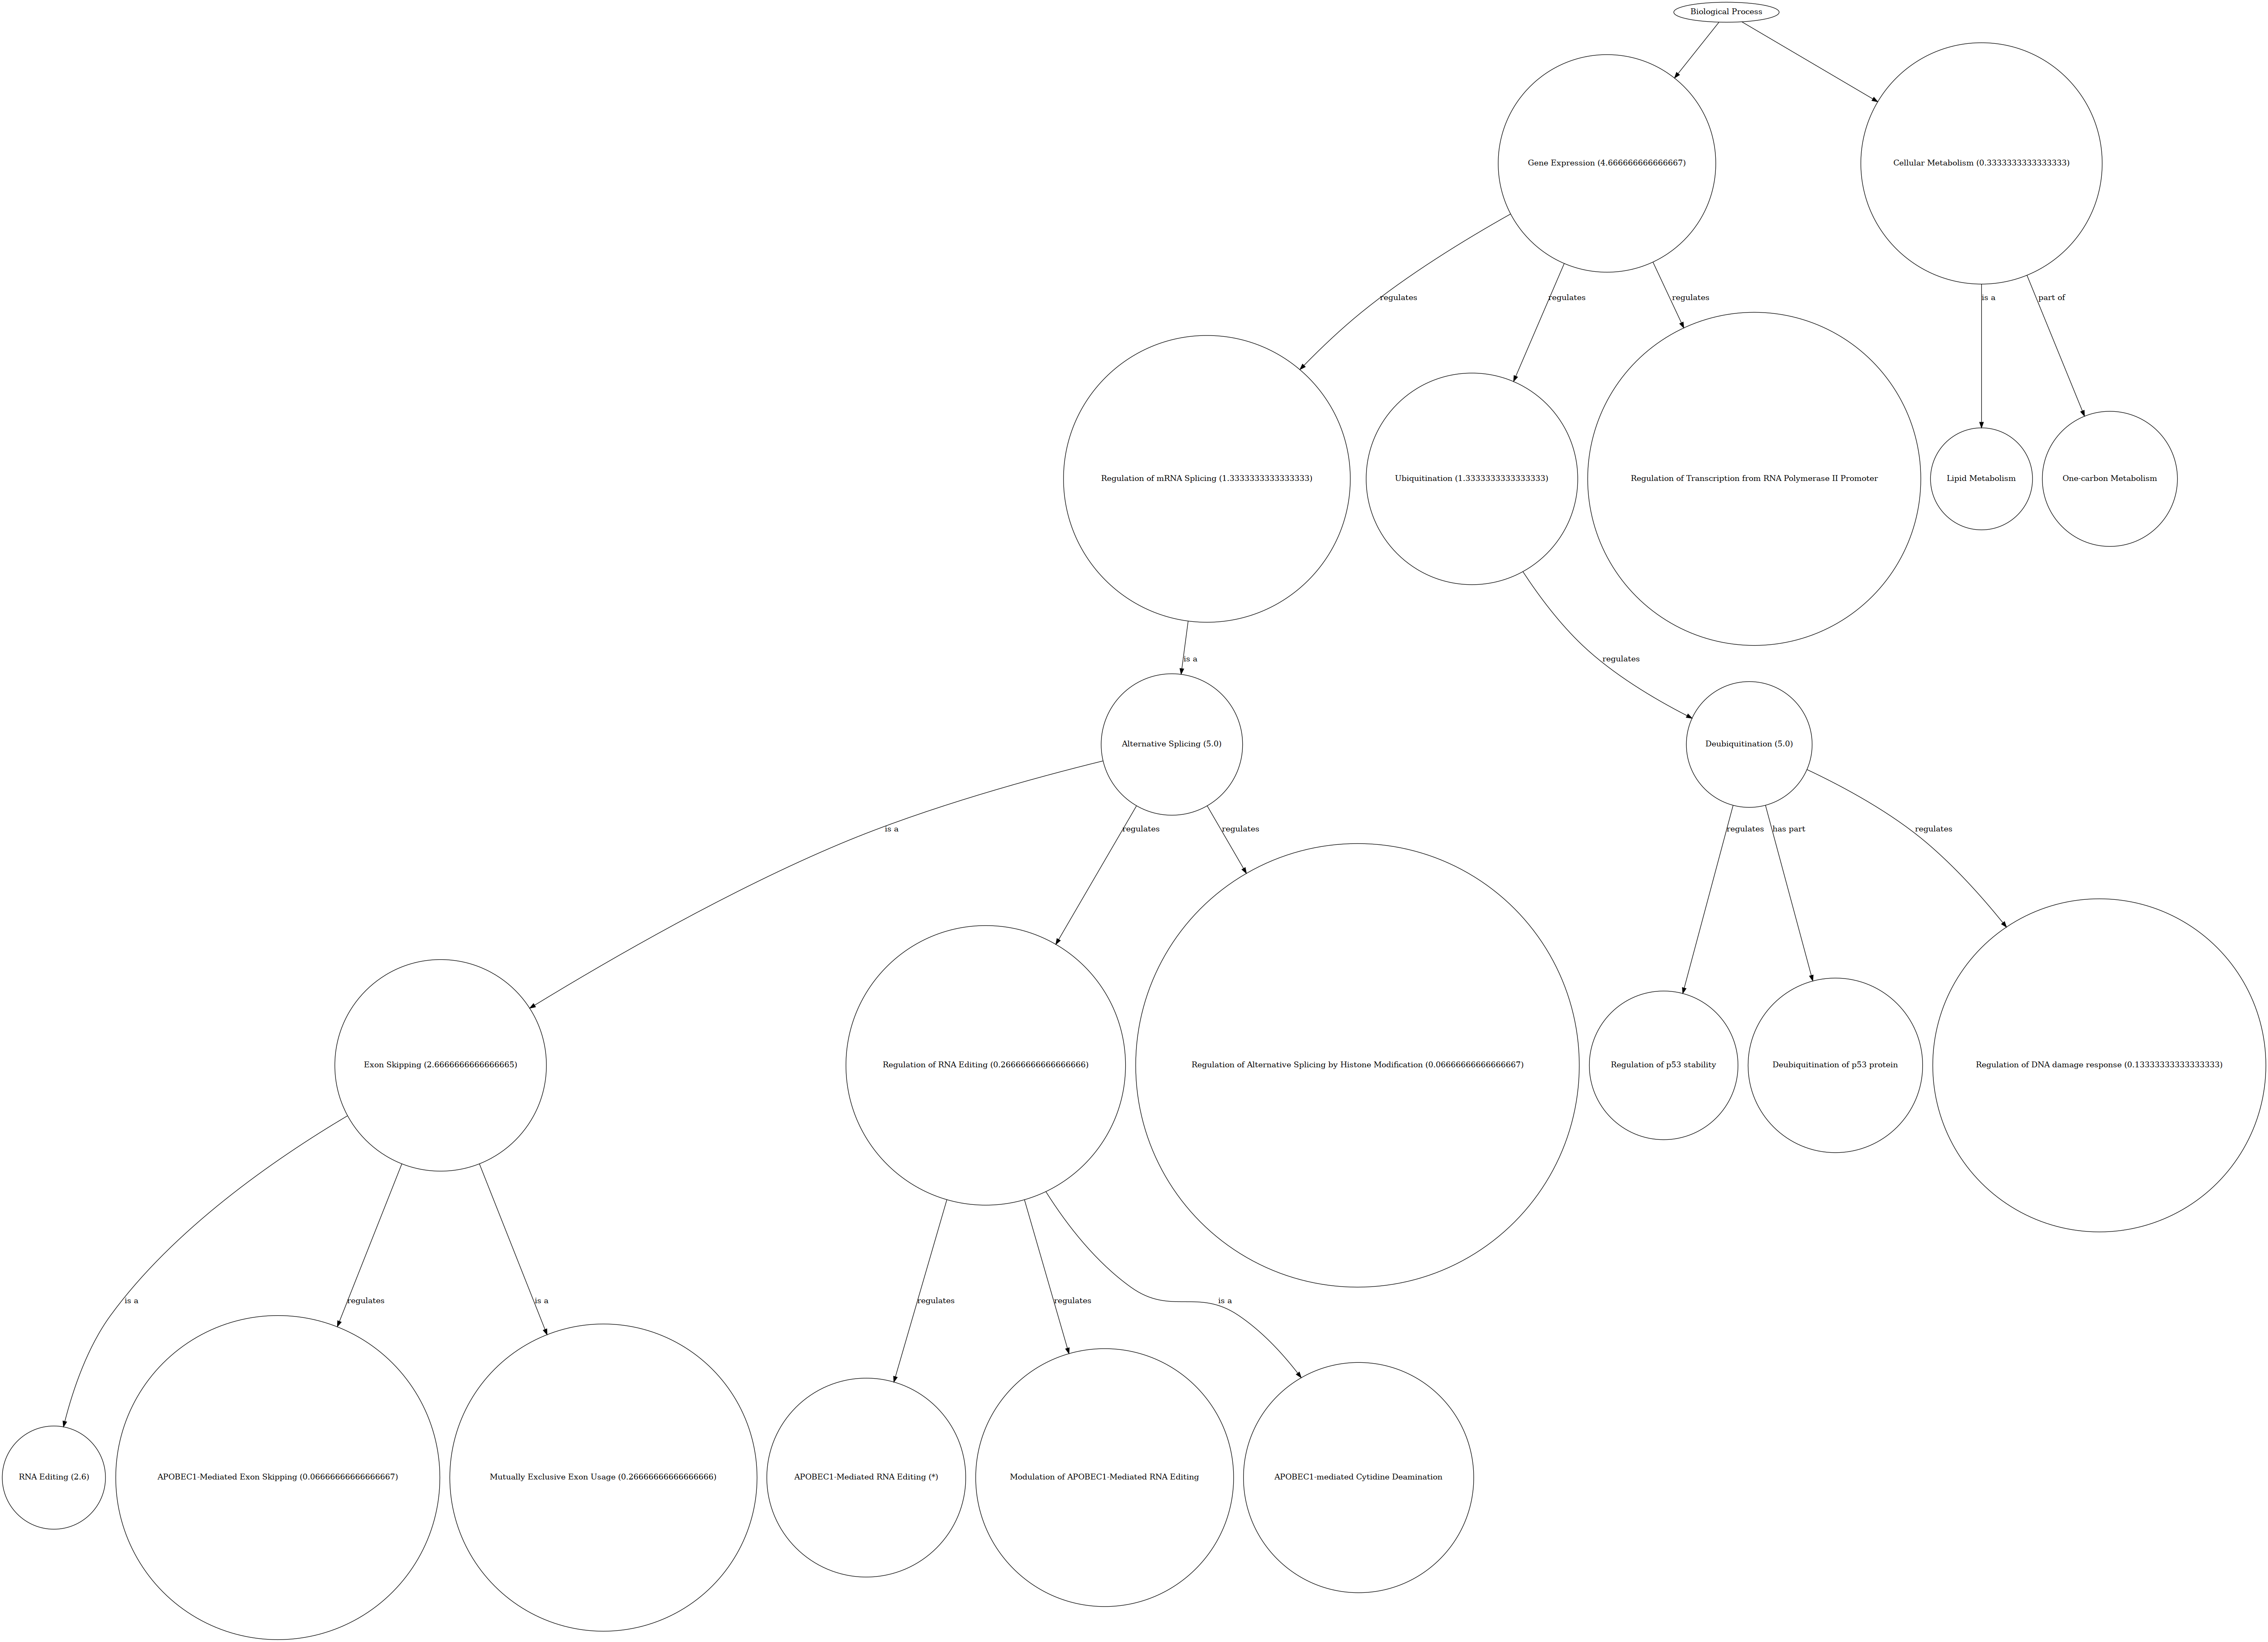 Biological Process
Gene Expression (4.666666666666667)
Cellular Metabolism (0.3333333333333333)
regulates
regulates
regulates
is a
part of
Regulation of mRNA Splicing (1.3333333333333333)
Ubiquitination (1.3333333333333333)
Regulation of Transcription from RNA Polymerase II Promoter
Lipid Metabolism
One-carbon Metabolism
is a
regulates
Alternative Splicing (5.0)
Deubiquitination (5.0)
is a
regulates
regulates
regulates
has part
regulates
Exon Skipping (2.6666666666666665)
Regulation of RNA Editing (0.26666666666666666)
Regulation of Alternative Splicing by Histone Modification (0.06666666666666667)
Regulation of p53 stability
Deubiquitination of p53 protein
Regulation of DNA damage response (0.13333333333333333)
is a
regulates
is a
regulates
regulates
is a
RNA Editing (2.6)
APOBEC1-Mediated Exon Skipping (0.06666666666666667)
Mutually Exclusive Exon Usage (0.26666666666666666)
APOBEC1-Mediated RNA Editing (*)
Modulation of APOBEC1-Mediated RNA Editing
APOBEC1-mediated Cytidine Deamination